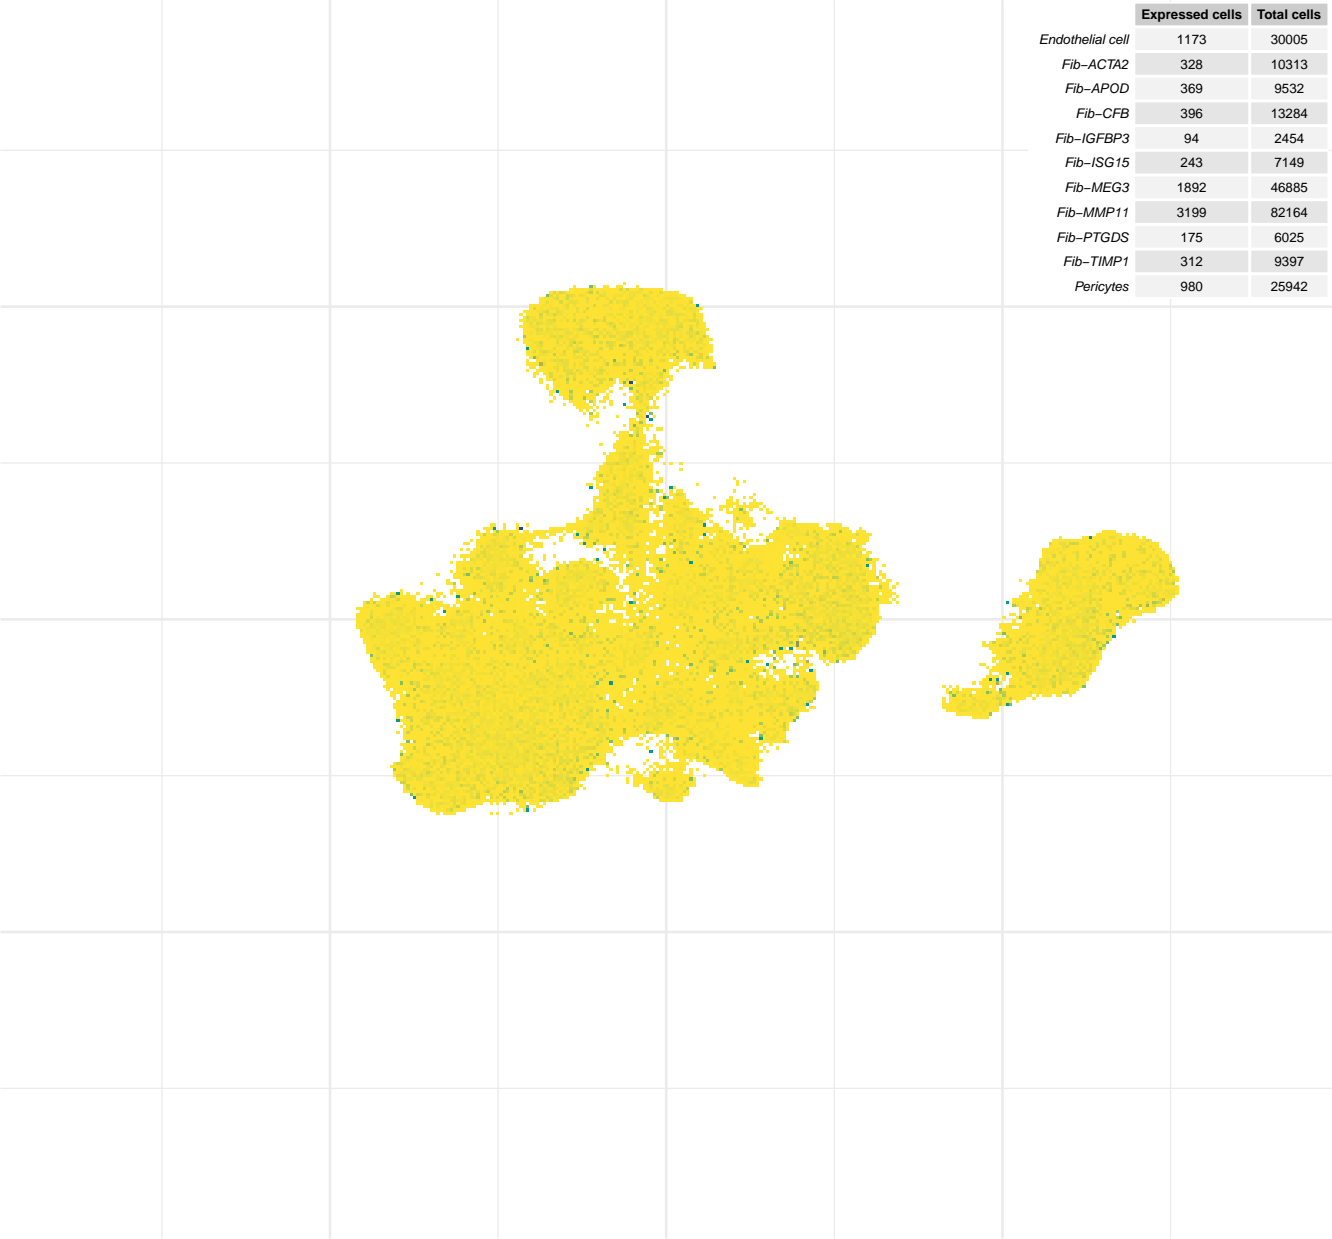 Expressed cells Total cells
Endothelial cell 1173 30005
Fib−ACTA2 328 10313
Fib−APOD 369 9532
Fib−CFB 396 13284
Fib−IGFBP3 94 2454
Fib−ISG15 243 7149
Fib−MEG3 1892 46885
Fib−MMP11 3199 82164
Fib−PTGDS 175 6025
Fib−TIMP1 312 9397
Pericytes 980 25942